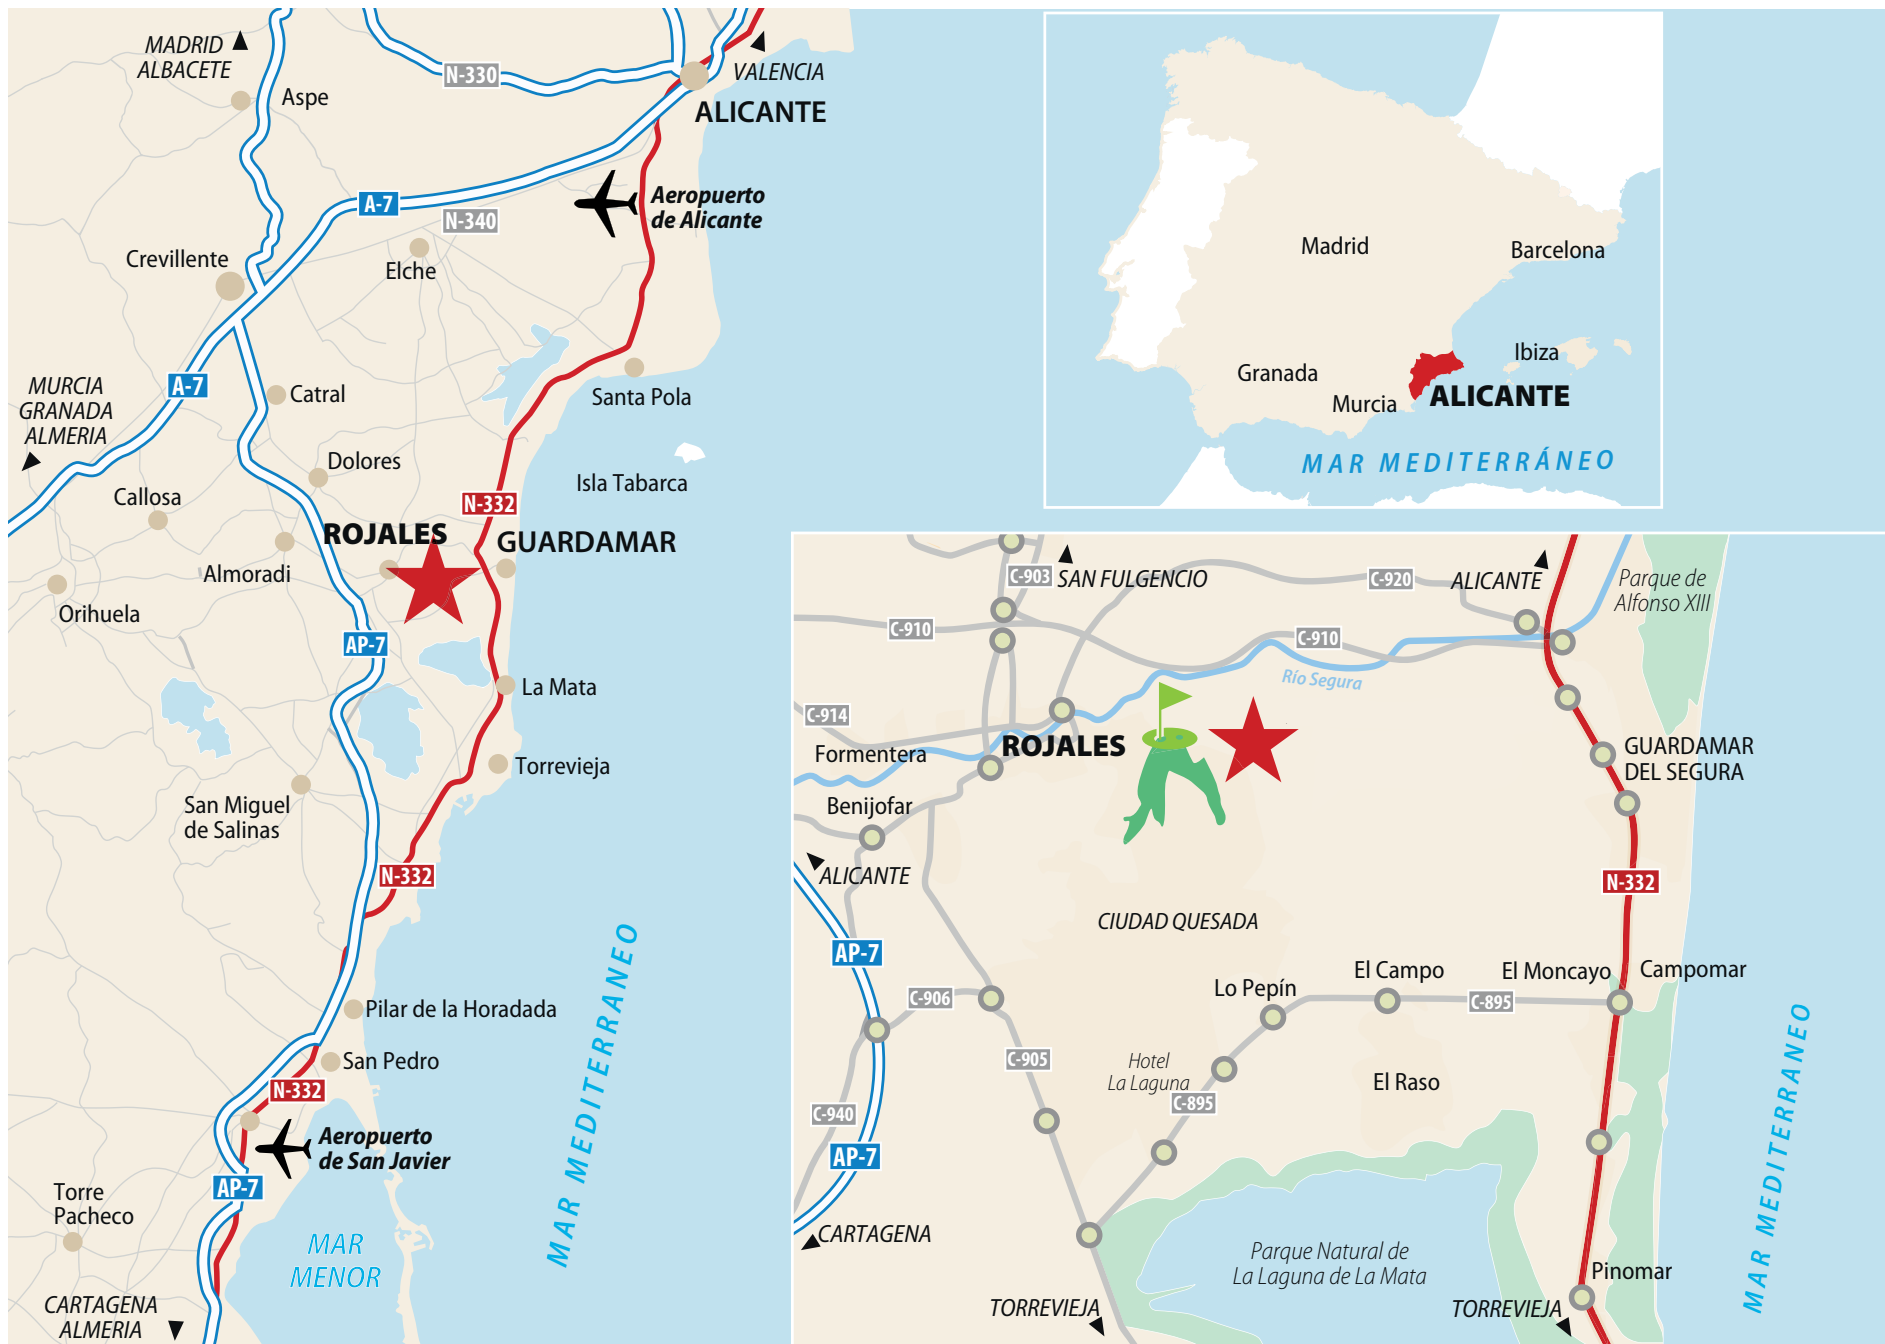 MADRID
ALBACETE
Aspe
N-330
VALENCIA
ALICANTE
A-7
N-340
Aeropuerto
de Alicante
Crevillente
Elche
MURCIA
GRANADA
ALMERIA
A-7
Catral
Santa Pola
Dolores
Isla Tabarca
Callosa
N-332
ROJALES
GUARDAMAR
Almoradi
Orihuela
AP-7
La Mata
Torrevieja
San Miguel
de Salinas
N-332
Pilar de la Horadada
San Pedro
N-332
Aeropuerto
de San Javier
AP-7
Torre
Pacheco
MAR
MENOR
CARTAGENA
ALMERIA
MAR MEDITERRANEO
Madrid
Barcelona
Ibiza
Granada
Murcia
ALICANTE
MAR MEDITERRÁNEO
C-903
SAN FULGENCIO
C-920
ALICANTE
Parque de
Alfonso XIII
C-910
C-910
Río Segura
C-914
Formentera
ROJALES
GUARDAMAR
DEL SEGURA
Benijofar
ALICANTE
N-332
CIUDAD QUESADA
AP-7
El Campo
El Moncayo
Campomar
Lo Pepín
C-906
C-895
C-905
Hotel
La Laguna
El Raso
C-895
C-940
AP-7
CARTAGENA
Parque Natural de
La Laguna de La Mata
Pinomar
TORREVIEJA
TORREVIEJA
MAR MEDITERRANEO